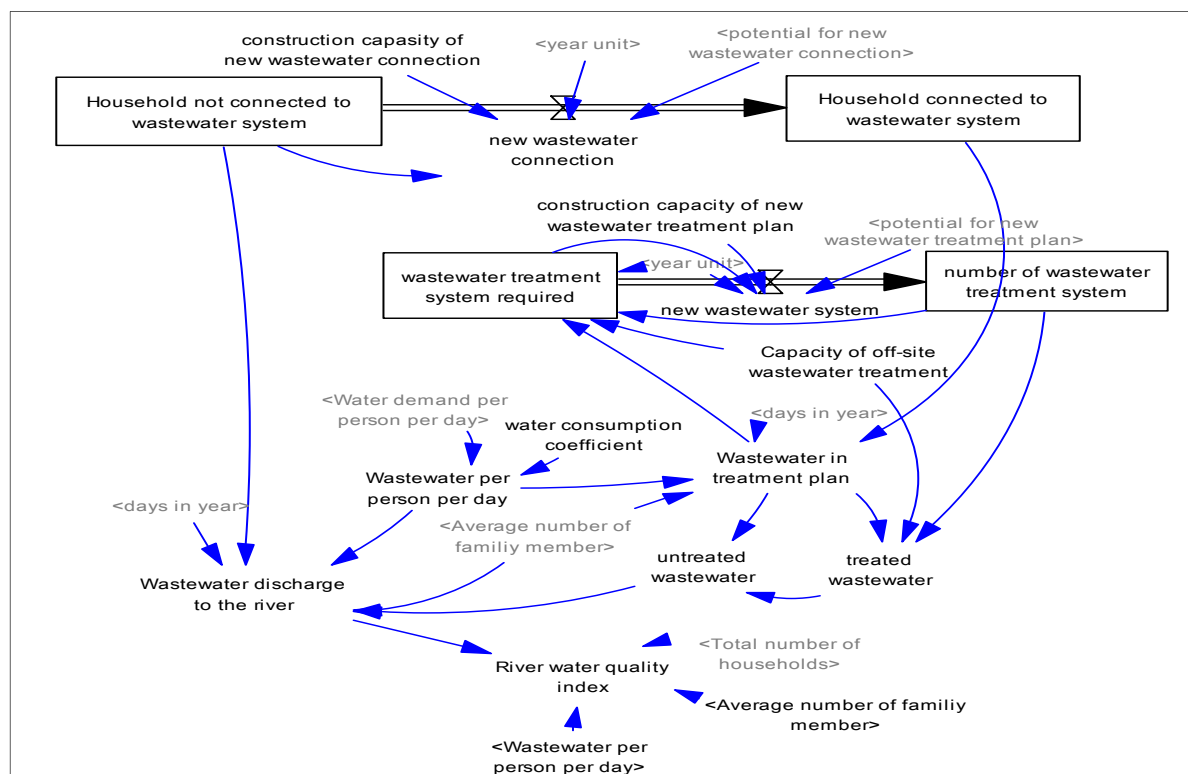 construction capasity of
new wastewater connection
<year unit>
<potential for new
wastewater connection>
Household not connected to
wastewater system
Household connected to
wastewater system
new wastewater
connection
construction capacity of new
wastewater treatment plan
<potential for new
wastewater treatment plan>
<year unit>
wastewater treatment
system required
number of wastewater
treatment system
new wastewater system
Capacity of off-site
wastewater treatment
<Water demand per
person per day>
water consumption
coefficient
<days in year>
Wastewater per
person per day
Wastewater in
treatment plan
<days in year>
<Average number of
familiy member>
untreated
wastewater
treated
wastewater
Wastewater discharge
to the river
<Total number of
households>
River water quality
index
<Average number of familiy
member>
<Wastewater per
person per day>